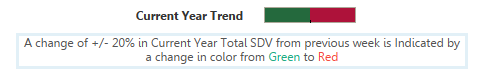 Current Year Trend
A change of +/- 20% in Current Year Total SDV from previous week is Indicated by
a change in color from Green to Red